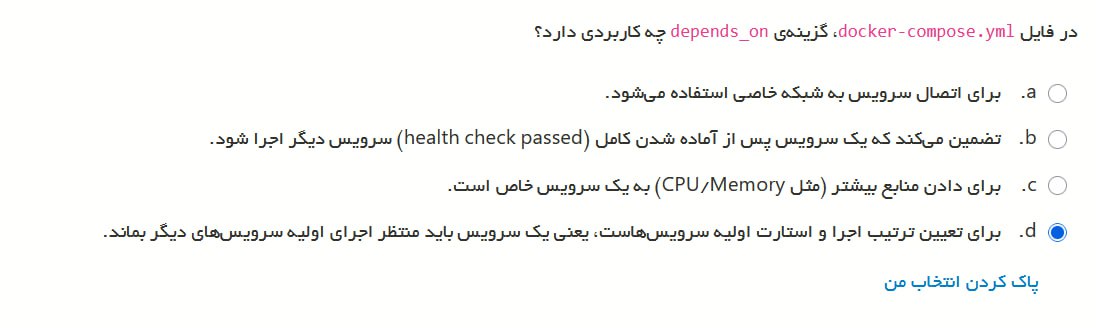 در فایل docker-compose.yml، گزینه‌ی depends_on چه کاربردی دارد؟
a. برای اتصال سرویس به شبکه خاصی استفاده می‌شود.
b. تضمین می‌کند که یک سرویس پس از آماده شدن کامل (health check passed) سرویس دیگر اجرا شود.
c. برای دادن منابع بیشتر (مثل CPU/Memory) به یک سرویس خاص است.
d. برای تعیین ترتیب اجرا و استارت اولیه سرویس‌هاست، یعنی یک سرویس باید منتظر اجرای اولیه سرویس‌های دیگر بماند.
پاک کردن انتخاب من